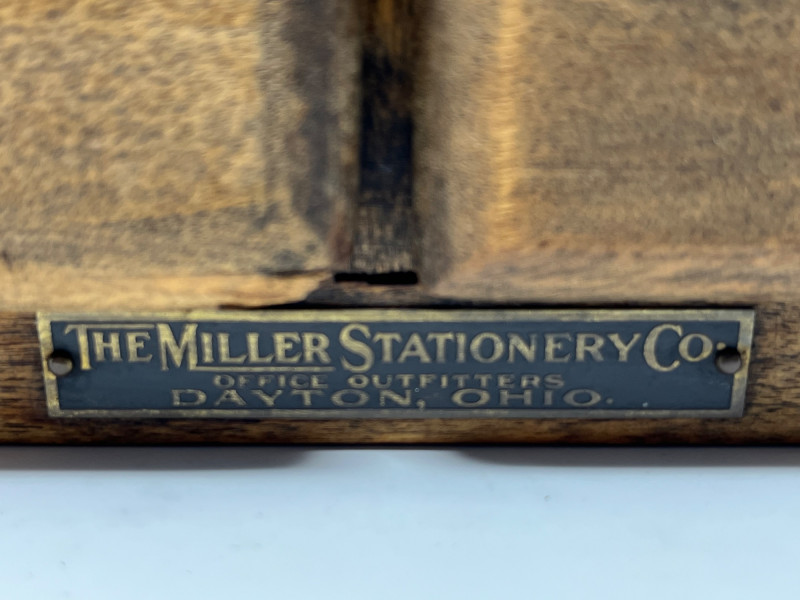 THE MILLER STATIONERY CO.
OFFICE OUTFITTERS
DAYTON, OHIO.